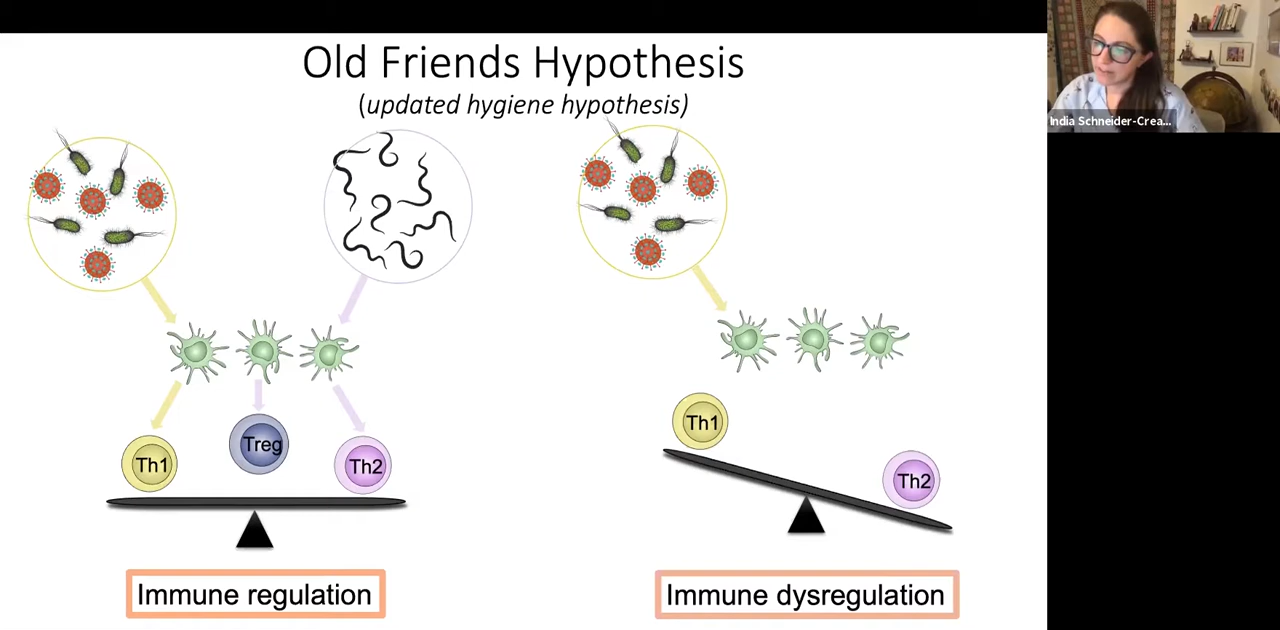 Old Friends Hypothesis
(updated hygiene hypothesis)
India Schneider-Crea...
Th1
Treg
Th2
Th1
Th2
Immune regulation
Immune dysregulation